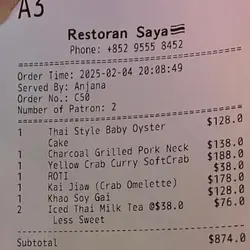 A3
Restoran Saya
Phone: +852 9555 8452
Order Time: 2025-02-04 20:08:49
Served By: Anjana
Order No.: C50
Number of Patron: 2
1 Thai Style Baby Oyster Cake $128.0
1 Charcoal Grilled Pork Neck $138.0
1 Yellow Crab Curry SoftCrab $188.0
1 ROTI $38.0
1 Kai Jiaw (Crab Omelette) $178.0
1 Khao Soy Gai $128.0
2 Iced Thai Milk Tea @$38.0 $76.0
Less Sweet
Subtotal $874.0